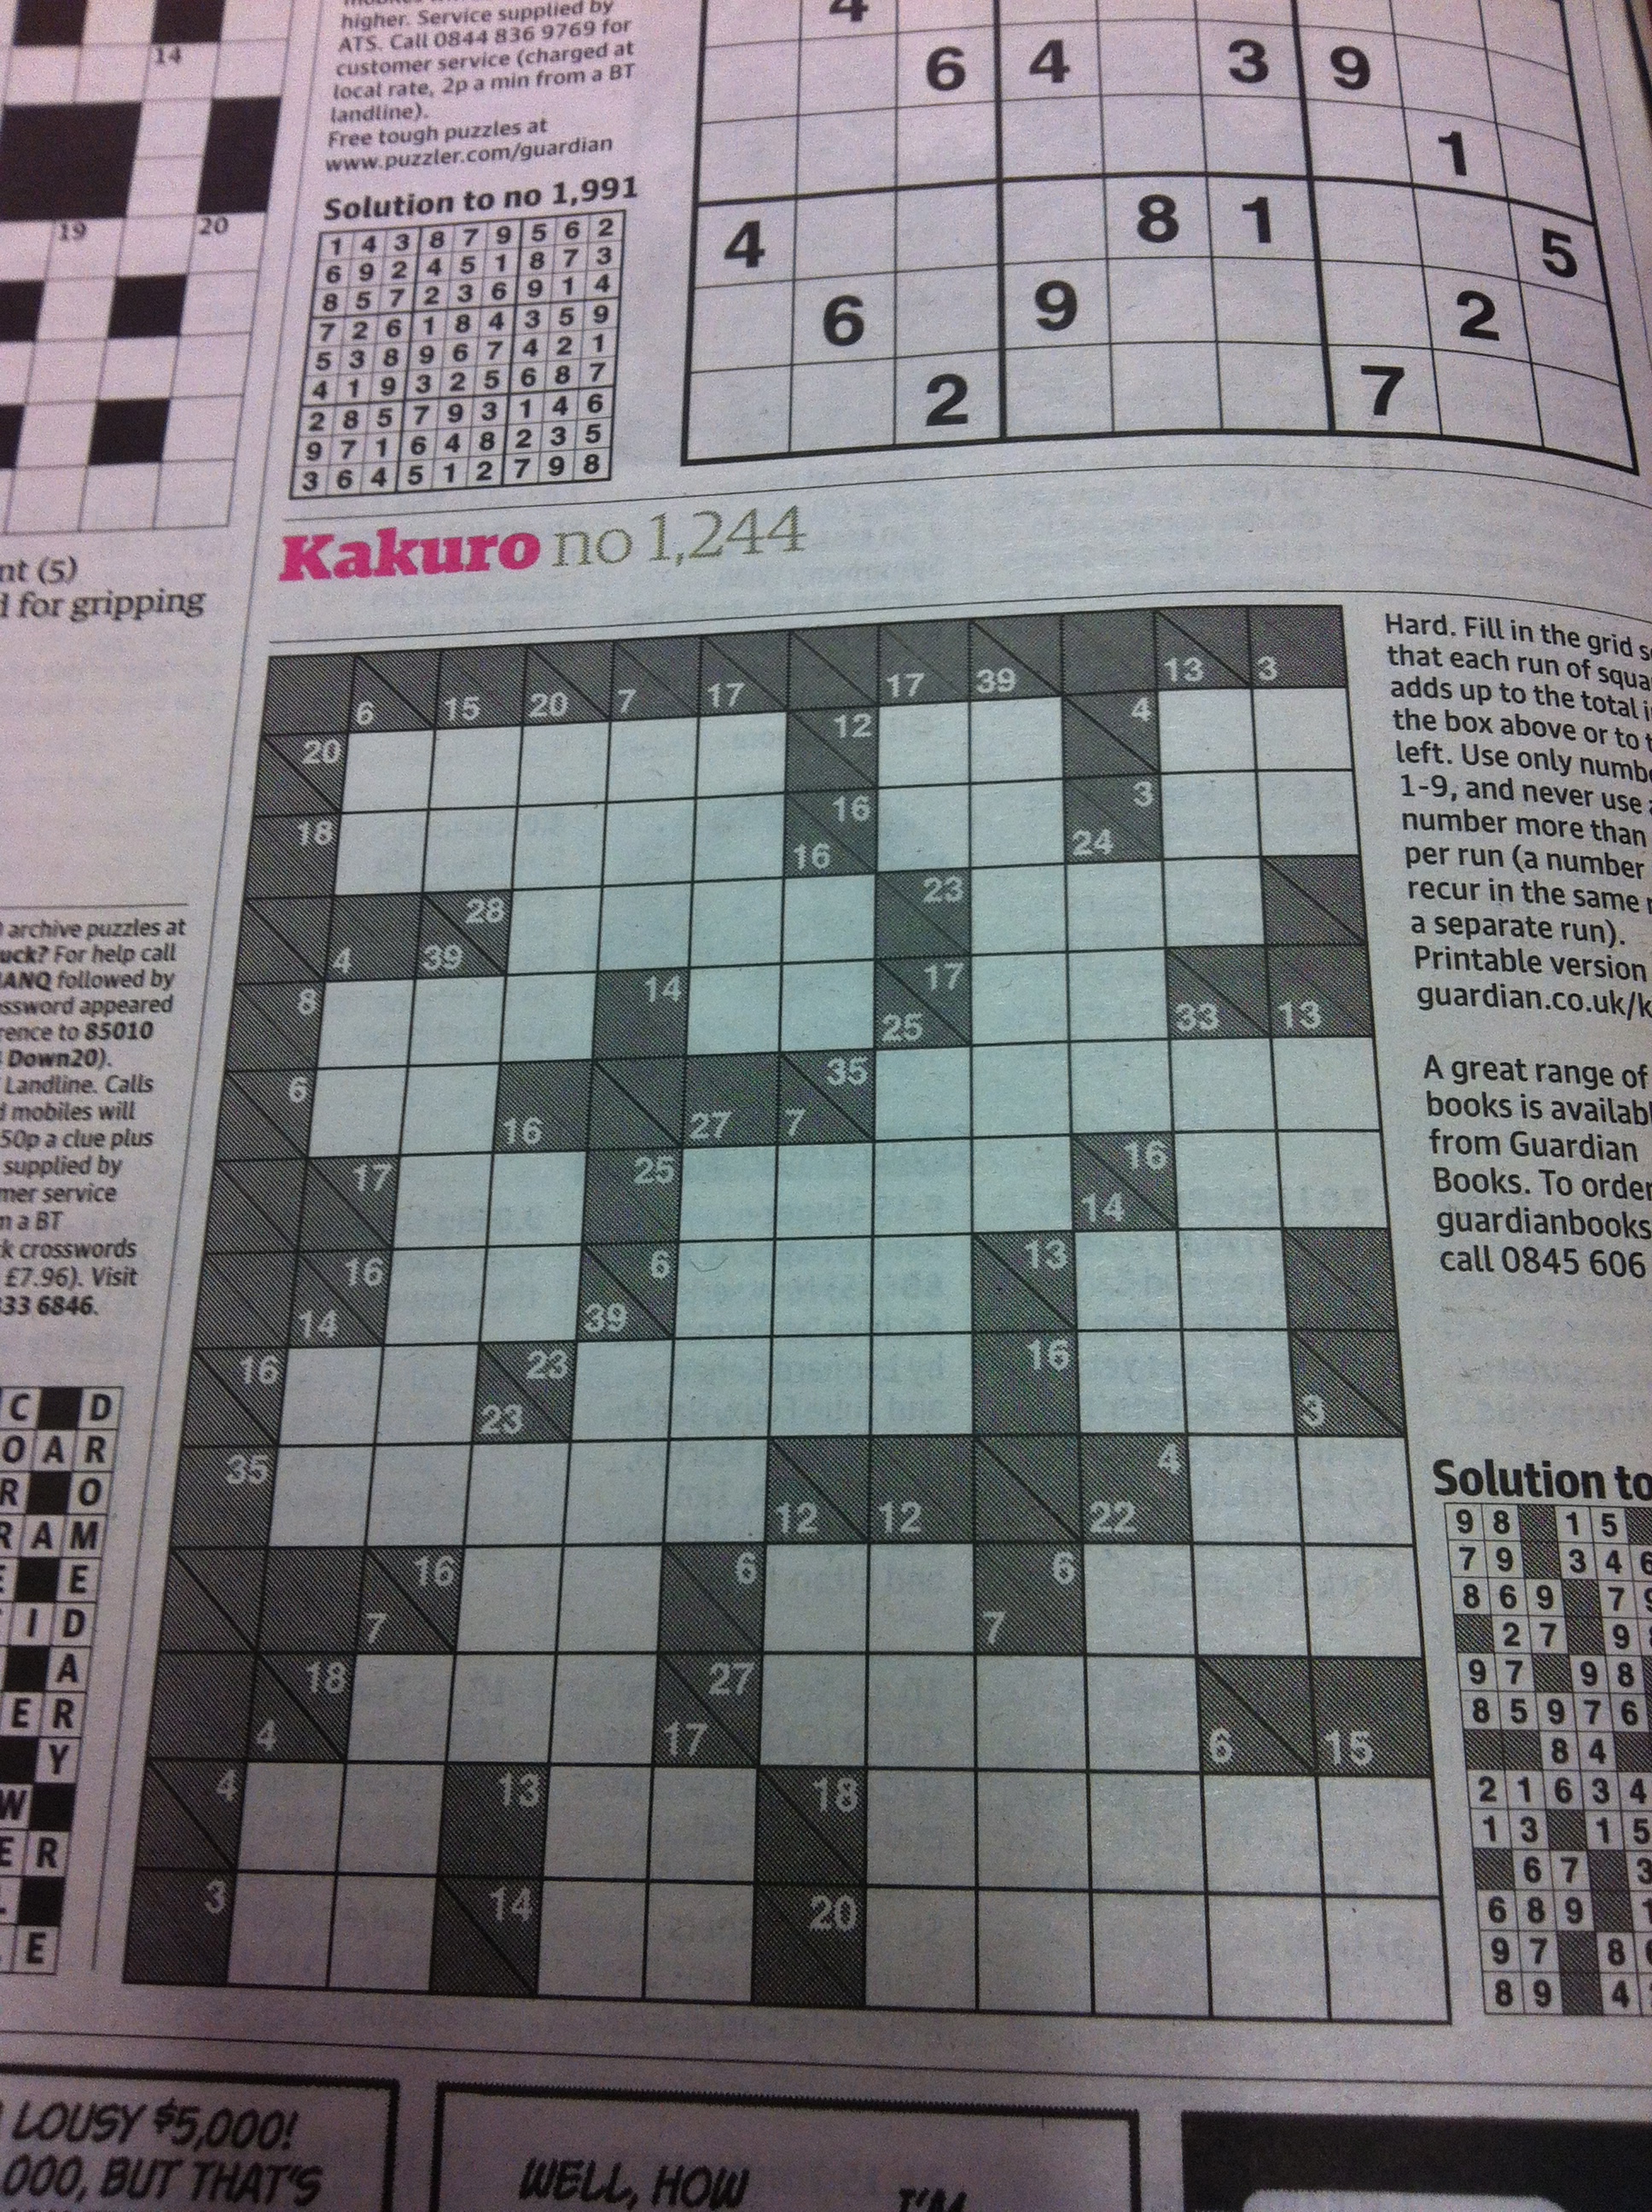 14
19 20
nt (5)
d for gripping
archive puzzles at
uck? For help call
ANQ followed by
ssword appeared
rence to 85010
Down20).
Landline. Calls
d mobiles will
50p a clue plus
supplied by
mer service
m a BT
k crosswords
£7.96). Visit
333 6846.
C D
O A R
R O
R A M
E
I D
A
E R
Y
W
E R
E
higher. Service supplied by
ATS. Call 0844 836 9769 for
customer service (charged at
local rate, 2p a min from a BT
landline).
Free tough puzzles at
www.puzzler.com/guardian
Solution to no 1,991
1 4 3 8 7 9 5 6 2
6 9 2 4 5 1 8 7 3
8 5 7 2 3 6 9 1 4
7 2 6 1 8 4 3 5 9
5 3 8 9 6 7 4 2 1
4 1 9 3 2 5 6 8 7
2 8 5 7 9 3 1 4 6
9 7 1 6 4 8 2 3 5
3 6 4 5 1 2 7 9 8
4
6 4 3 9
1
4 8 1 5
6 9 2
2 7
Kakuro no 1,244
6 15 20 7 17 17 39 13 3
20 12 4
18 16 16 3 24
4 39 28 23
8 14 17 25 33 13
6 16 27 7 35
17 25 16 14
16 14 6 39 13
16 23 23 16 3
35 12 12 4 22
16 7 6 6 7
18 4 27 17 6 15
4 13 18
3 14 20
Hard. Fill in the grid
that each run of squa
adds up to the total i
the box above or to t
left. Use only numb
1-9, and never use
number more than
per run (a number
recur in the same
a separate run).
Printable version
guardian.co.uk/k
A great range of
books is availab
from Guardian
Books. To order
guardianbooks
call 0845 606
Solution to
9 8 1 5
7 9 3 4 6
8 6 9 7 9
2 7 9
9 7 9 8
8 5 9 7 6
8 4
2 1 6 3 4
1 3 1 5
6 7 3
6 8 9 1
9 7 8
8 9 4
LOUSY $5,000!
000, BUT THAT'S
WELL, HOW
I'M